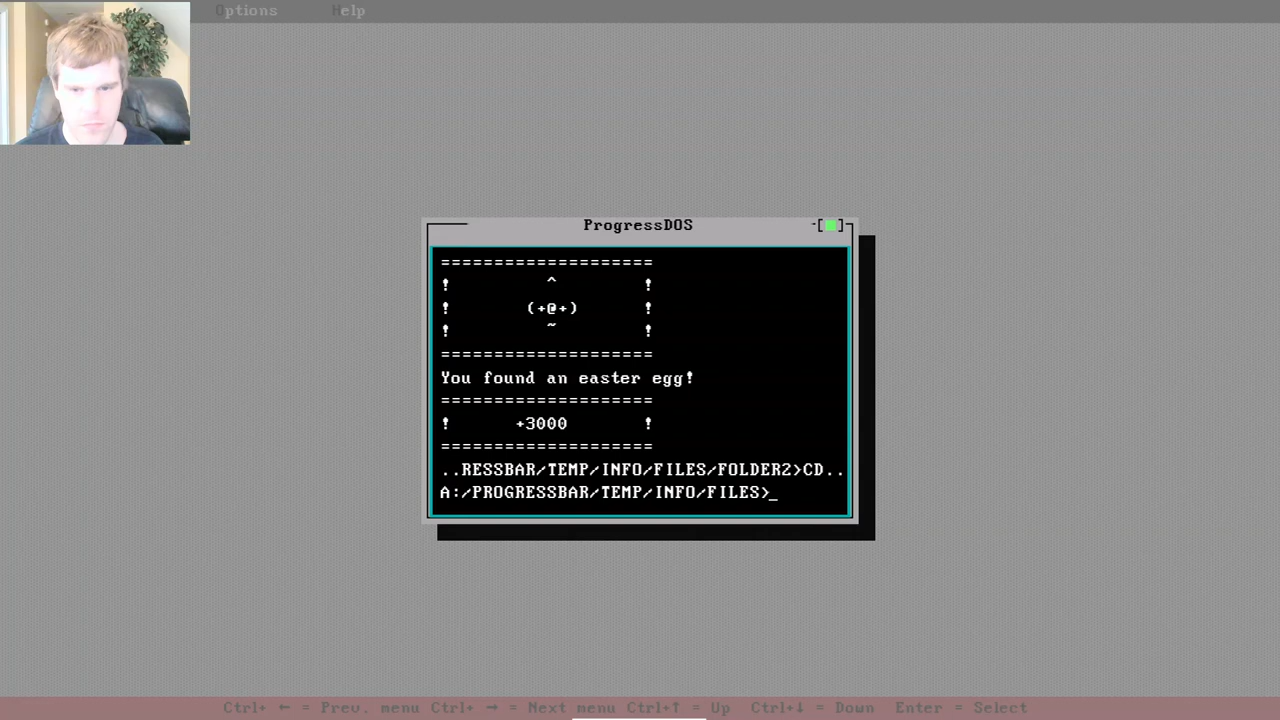 Options Help
ProgressDOS
-[■]
====================
! ^ !
! (+@+) !
! ~ !
====================
You found an easter egg!
====================
! +3000 !
====================
..RESSBAR/TEMP/INFO/FILES/FOLDER2>CD..
A:/PROGRESSBAR/TEMP/INFO/FILES>_
Ctrl+ ← = Prev. menu Ctrl+ → = Next menu Ctrl+↑ = Up Ctrl+↓ = Down Enter = Select